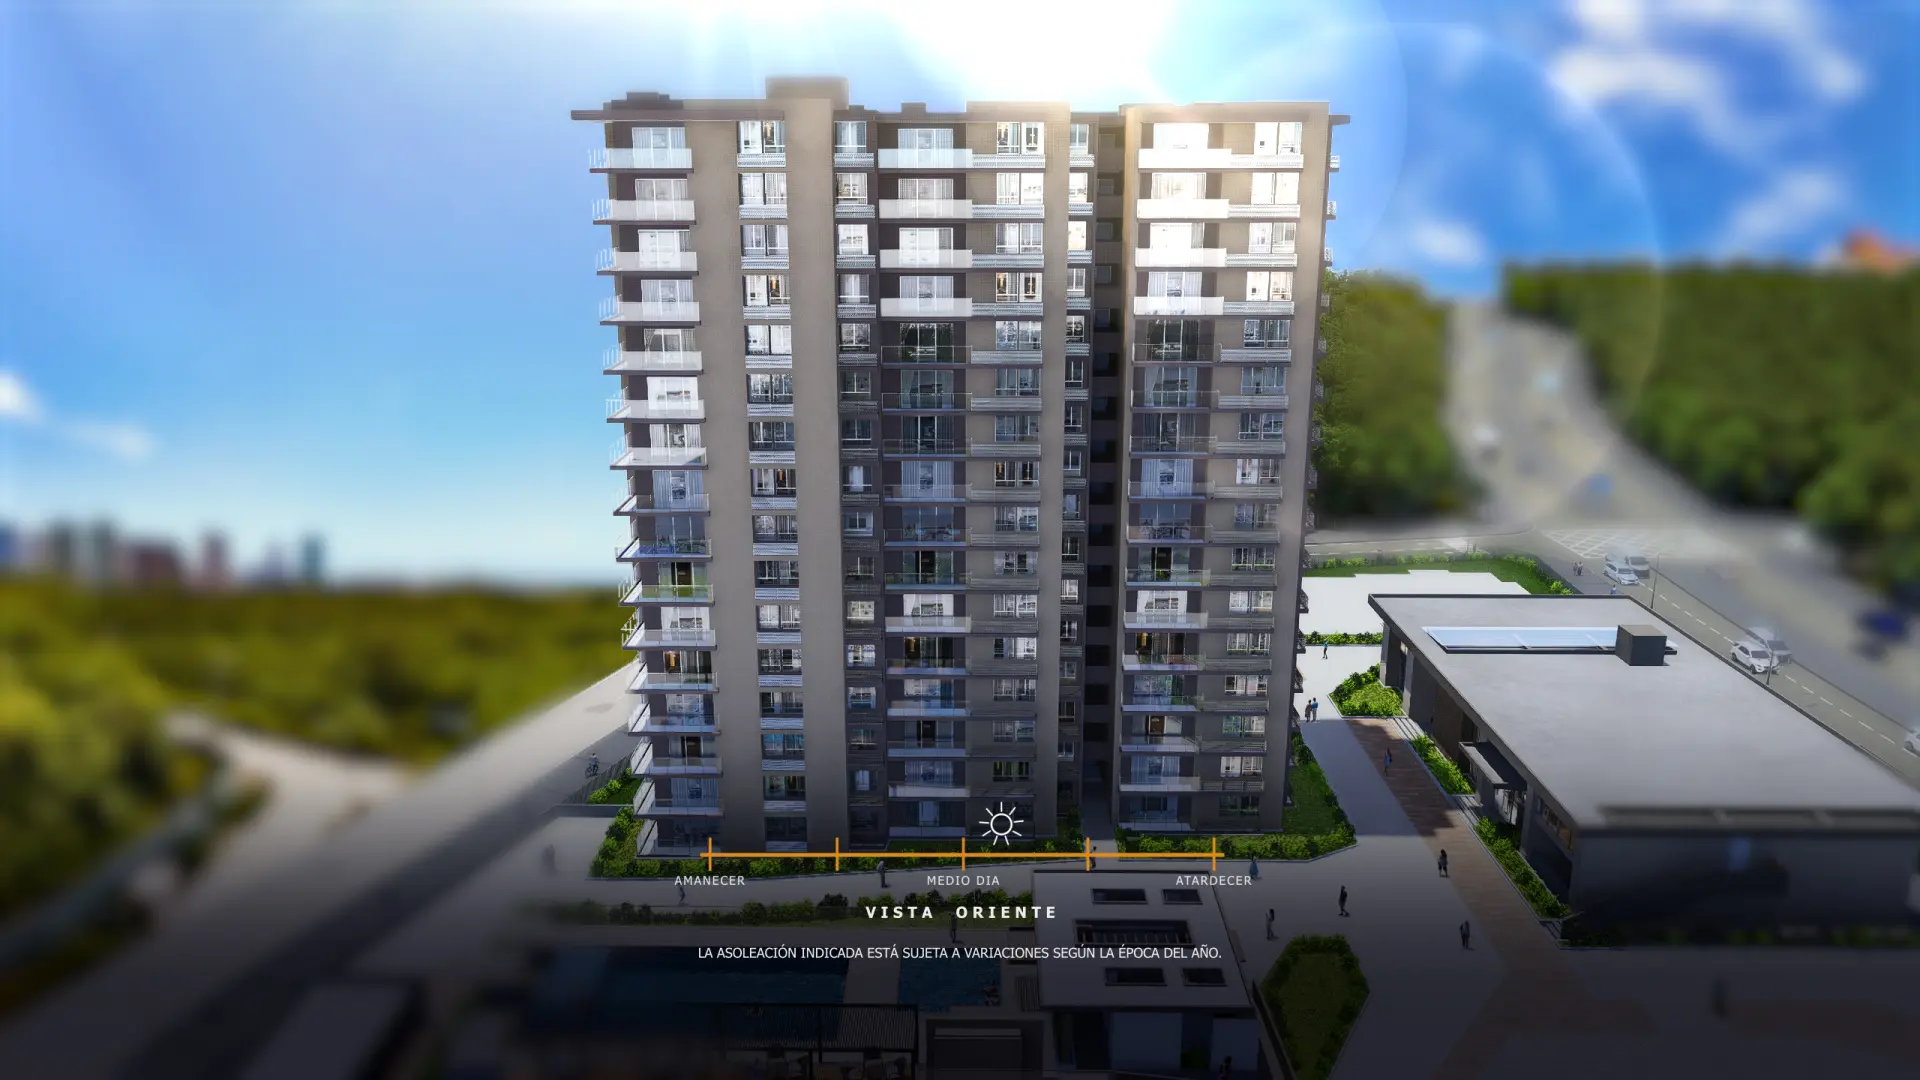 AMANECER MEDIO DIA ATARDECER
VISTA ORIENTE
LA ASOLEACIÓN INDICADA ESTÁ SUJETA A VARIACIONES SEGÚN LA ÉPOCA DEL AÑO.